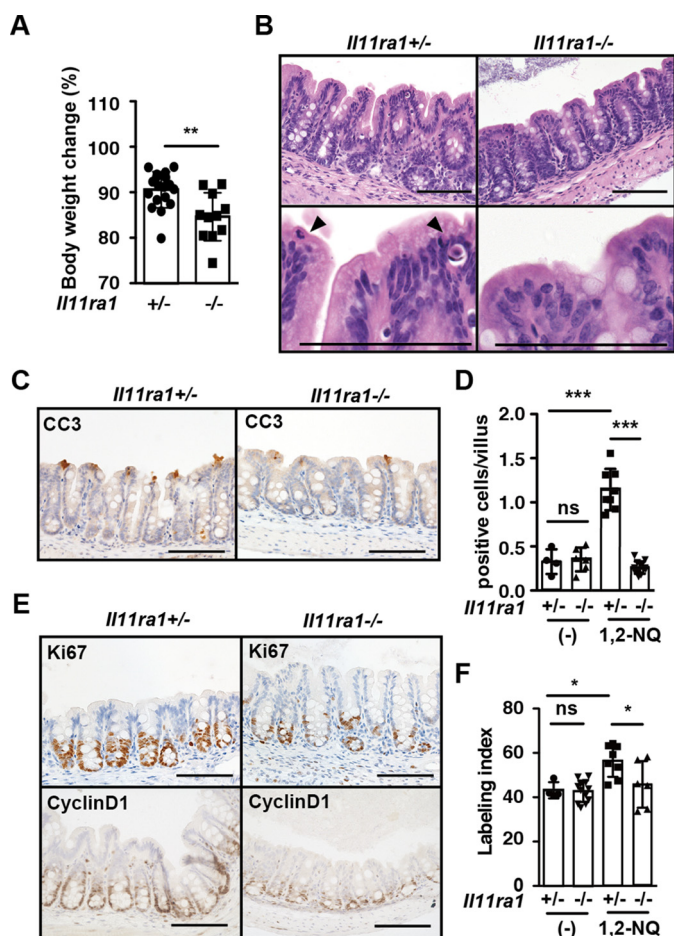 A
Body weight change (%)
110
100
90
80
70
**
Il11ra1 +/- -/-
B
Il11ra1+/- Il11ra1-/-
C
Il11ra1+/- Il11ra1-/-
CC3 CC3
D
positive cells/villus
2.0
1.5
1.0
0.5
0.0
***
***
ns
Il11ra1 +/- -/- +/- -/-
(-) 1,2-NQ
E
Il11ra1+/- Il11ra1-/-
Ki67 Ki67
CyclinD1 CyclinD1
F
Labeling index
80
60
40
20
0
*
ns *
Il11ra1 +/- -/- +/- -/-
(-) 1,2-NQ